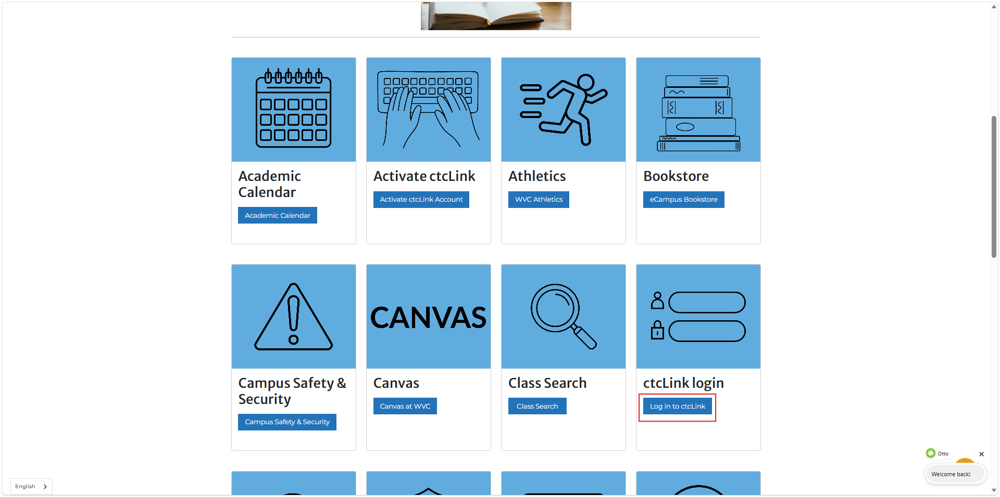 Academic
Calendar
Academic Calendar
Activate ctcLink
Activate ctcLink Account
Athletics
WVC Athletics
Bookstore
eCampus Bookstore
CANVAS
Campus Safety &
Security
Campus Safety & Security
Canvas
Canvas at WVC
Class Search
Class Search
ctcLink login
Log in to ctcLink
Otto
Welcome back!
English